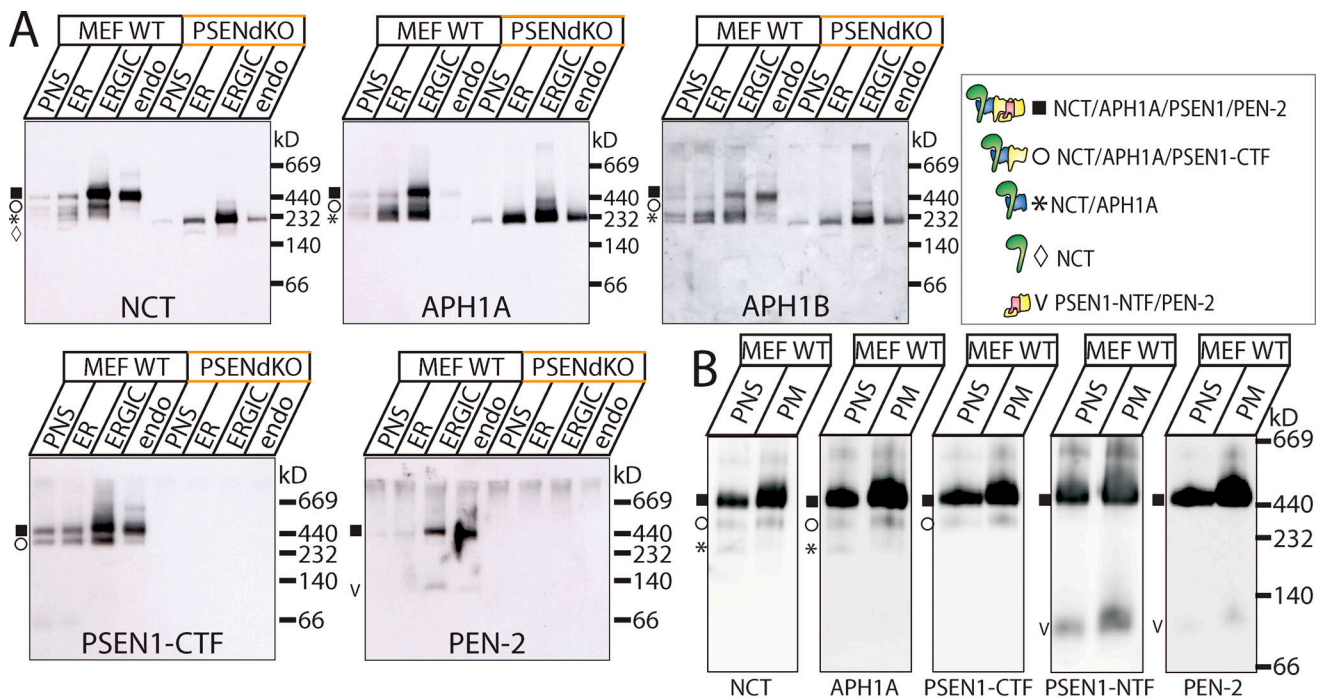 A
MEF WT PSENdKO
PNS ER ERGIC endo PNS ER ERGIC endo
kD
■ 669
○ 440
* 232
◇ 140
66
NCT
MEF WT PSENdKO
PNS ER ERGIC endo PNS ER ERGIC endo
kD
■ 669
○ 440
* 232
140
66
APH1A
MEF WT PSENdKO
PNS ER ERGIC endo PNS ER ERGIC endo
kD
■ 669
○ 440
* 232
140
66
APH1B
■ NCT/APH1A/PSEN1/PEN-2
○ NCT/APH1A/PSEN1-CTF
* NCT/APH1A
◇ NCT
V PSEN1-NTF/PEN-2
MEF WT PSENdKO
PNS ER ERGIC endo PNS ER ERGIC endo
kD
669
■ 440
○ 232
140
66
PSEN1-CTF
MEF WT PSENdKO
PNS ER ERGIC endo PNS ER ERGIC endo
kD
669
■ 440
232
V 140
66
PEN-2
B
MEF WT MEF WT MEF WT MEF WT MEF WT
PNS PM PNS PM PNS PM PNS PM PNS PM
kD
669
■ ■ ■ ■ ■ 440
○ ○ ○
* * 232
140
V V
66
NCT APH1A PSEN1-CTF PSEN1-NTF PEN-2